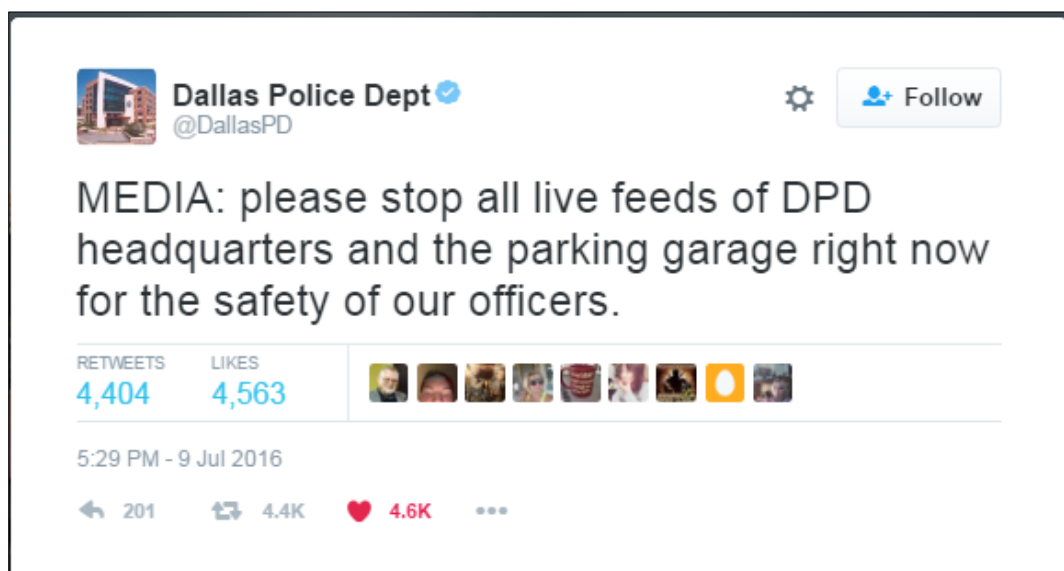 Dallas Police Dept
Follow
@DallasPD
MEDIA: please stop all live feeds of DPD
headquarters and the parking garage right now
for the safety of our officers.
RETWEETS LIKES
4,404 4,563
5:29 PM - 9 Jul 2016
201 4.4K 4.6K